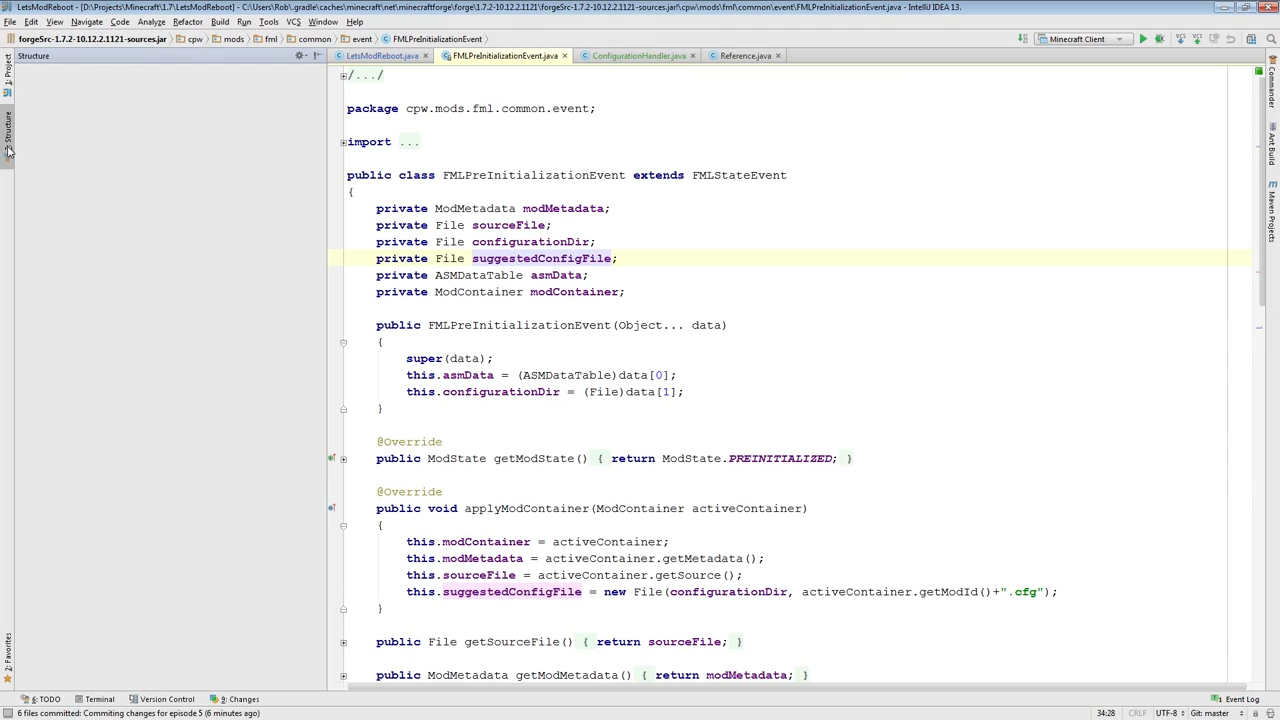 LetsModReboot - [D:\Projects\Minecraft\1.7\LetsModReboot] - C:\Users\Rob\.gradle\caches\minecraft\net\minecraftforge\forge\1.7.2-10.12.2.1121\forgeSrc-1.7.2-10.12.2.1121-sources.jar!\cpw\mods\fml\common\event\FMLPreInitializationEvent.java - IntelliJ IDEA 13.
File Edit View Navigate Code Analyze Refactor Build Run Tools VCS Window Help
forgeSrc-1.7.2-10.12.2.1121-sources.jar cpw mods fml common event FMLPreInitializationEvent Minecraft Client
Structure
LetsModReboot.java FMLPreInitializationEvent.java ConfigurationHandler.java Reference.java
1: Project
Structure
2: Favorites
Commander
Ant Build
Maven Projects
/.../
package cpw.mods.fml.common.event;
import ...
public class FMLPreInitializationEvent extends FMLStateEvent
{
private ModMetadata modMetadata;
private File sourceFile;
private File configurationDir;
private File suggestedConfigFile;
private ASMDataTable asmData;
private ModContainer modContainer;
public FMLPreInitializationEvent(Object... data)
{
super(data);
this.asmData = (ASMDataTable)data[0];
this.configurationDir = (File)data[1];
}
@Override
public ModState getModState() { return ModState.PREINITIALIZED; }
@Override
public void applyModContainer(ModContainer activeContainer)
{
this.modContainer = activeContainer;
this.modMetadata = activeContainer.getMetadata();
this.sourceFile = activeContainer.getSource();
this.suggestedConfigFile = new File(configurationDir, activeContainer.getModId()+".cfg");
}
public File getSourceFile() { return sourceFile; }
public ModMetadata getModMetadata() { return modMetadata; }
6: TODO Terminal Version Control 9: Changes Event Log
6 files committed: Commiting changes for episode 5 (6 minutes ago) 34:28 CRLF UTF-8 Git: master